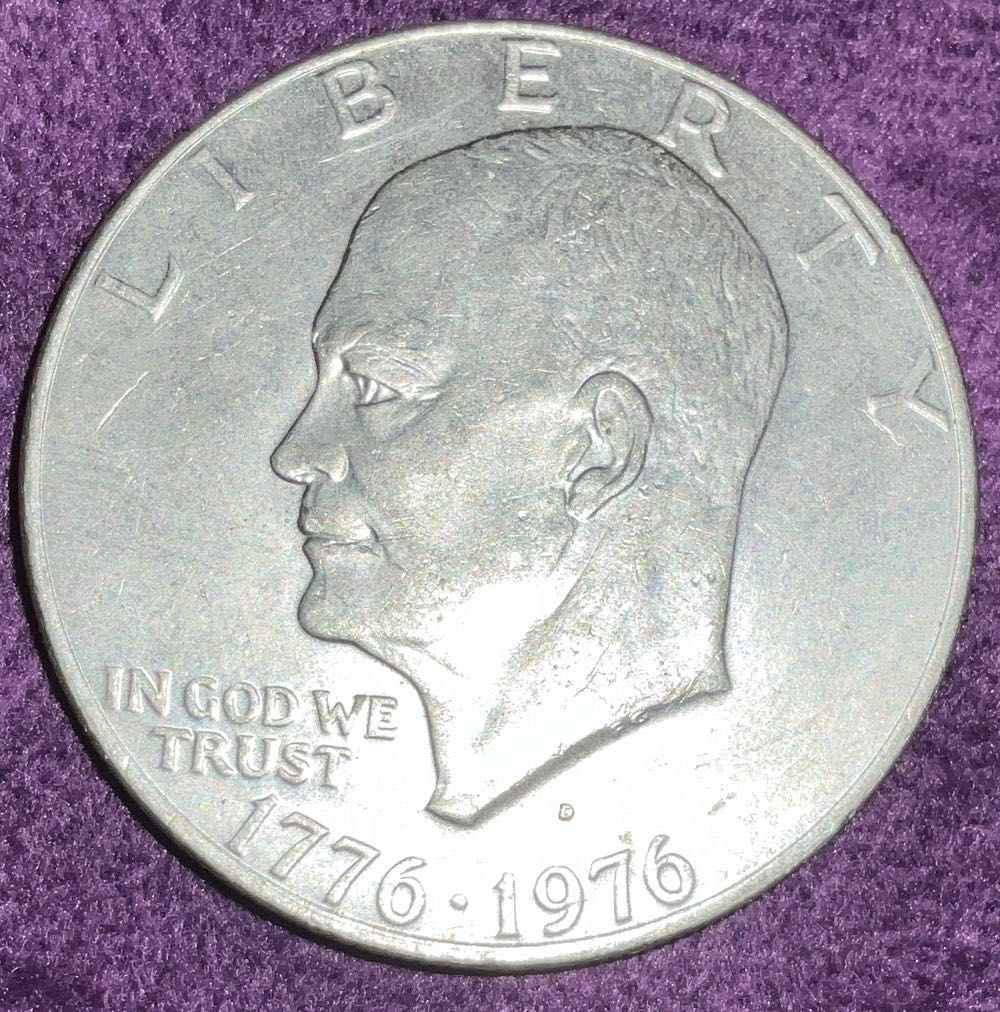 LIBERTY
IN GOD WE
TRUST
D
1776 · 1976